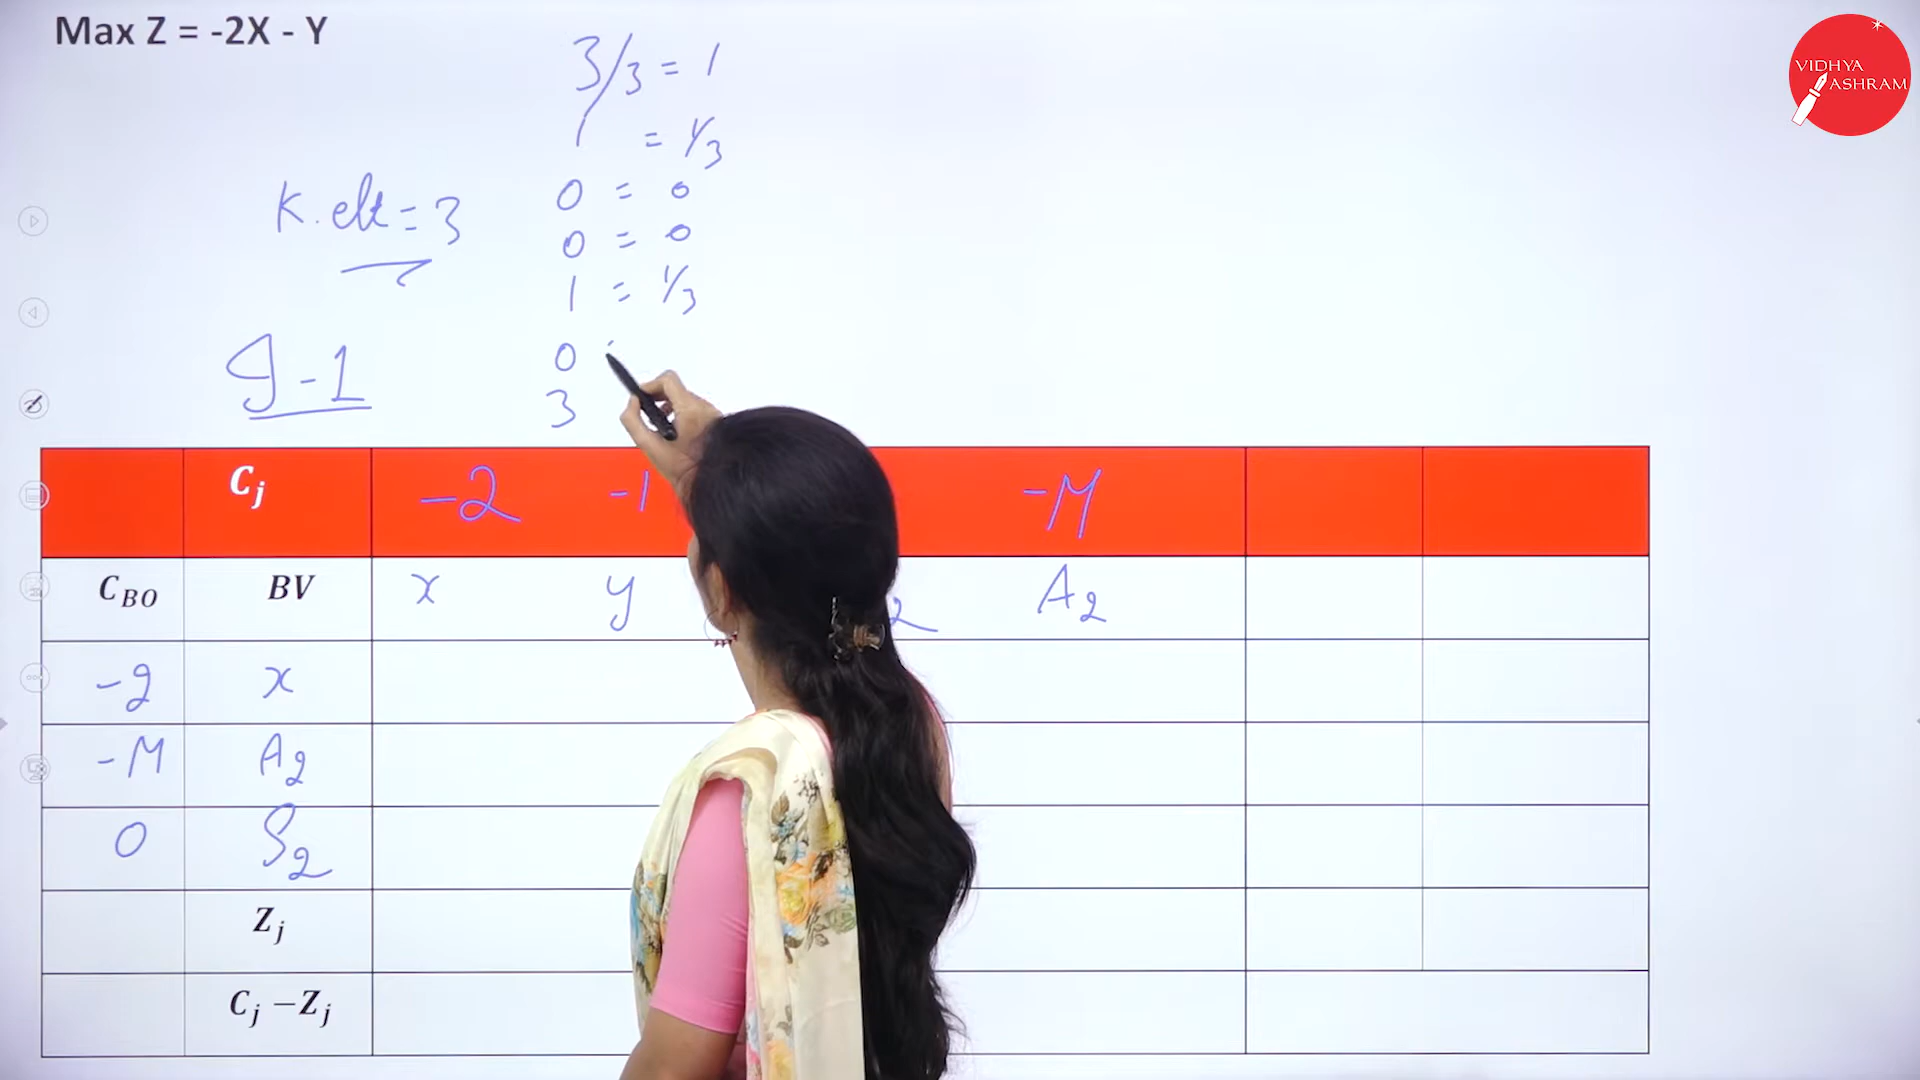 Max Z = -2X - Y
VIDHYA
ASHRAM
3/3 = 1
1 = 1/3
0 = 0
0 = 0
1 = 1/3
0
3
K.elt = 3
I-1
Cj -2 -1 -M
CBO BV x y 2 A2
-2 x
-M A2
0 S2
Zj
Cj - Zj